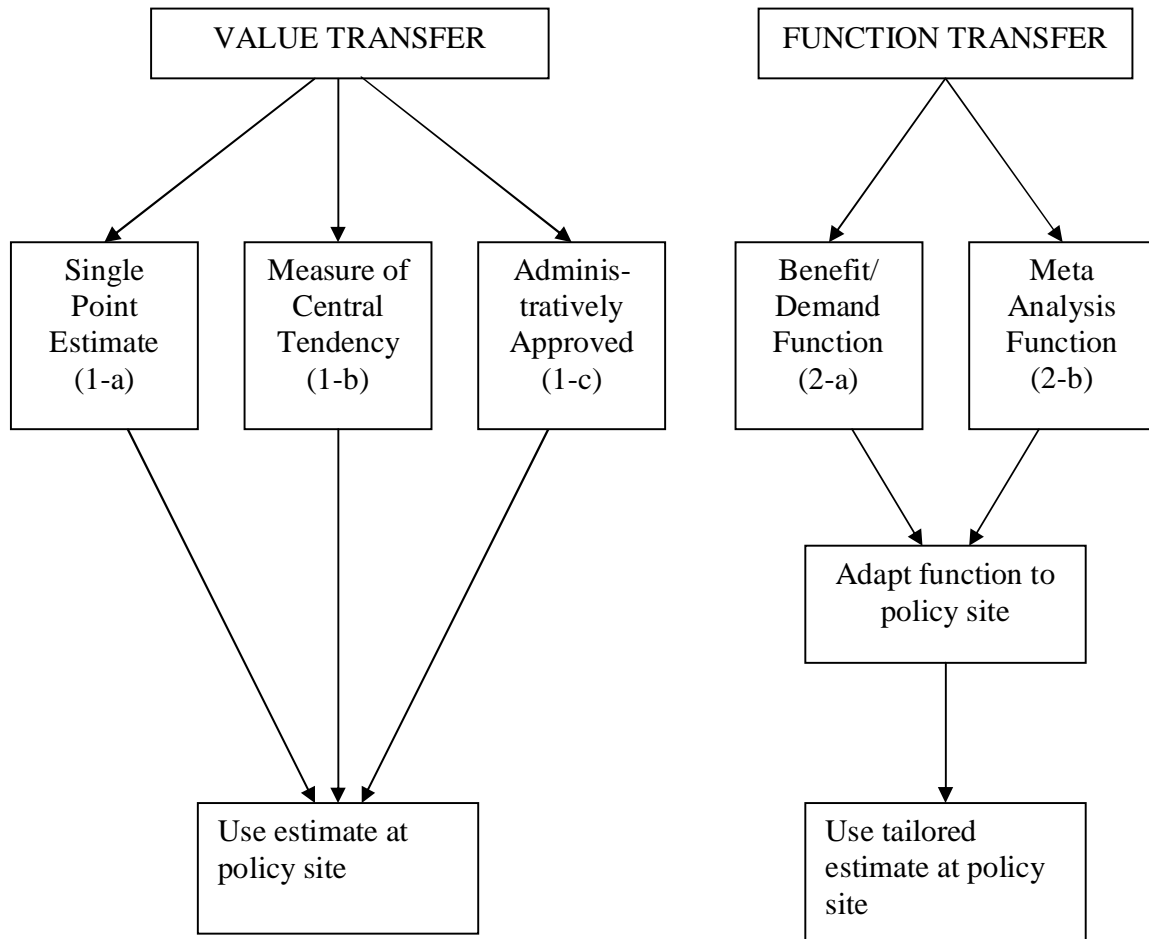 VALUE TRANSFER
FUNCTION TRANSFER
Single
Point
Estimate
(1-a)
Measure of
Central
Tendency
(1-b)
Adminis-
tratively
Approved
(1-c)
Benefit/
Demand
Function
(2-a)
Meta
Analysis
Function
(2-b)
Adapt function to
policy site
Use estimate at
policy site
Use tailored
estimate at policy
site